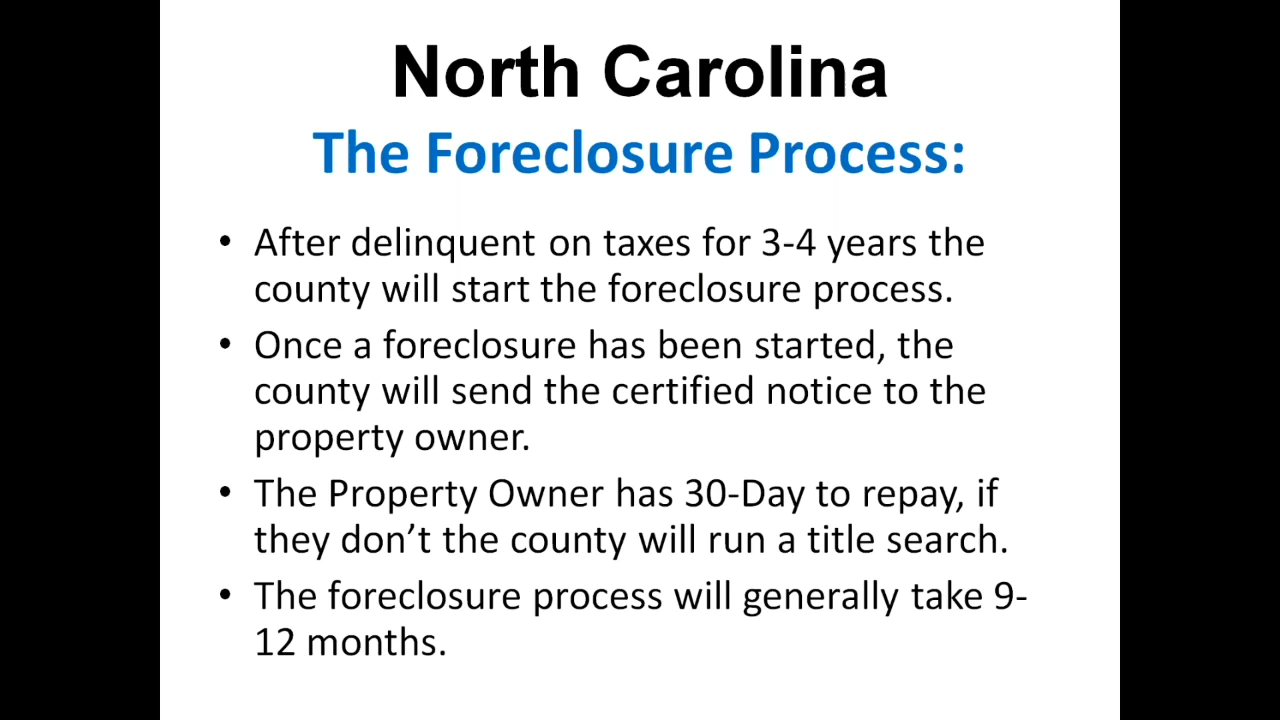 North Carolina
The Foreclosure Process:
• After delinquent on taxes for 3-4 years the
county will start the foreclosure process.
• Once a foreclosure has been started, the
county will send the certified notice to the
property owner.
• The Property Owner has 30-Day to repay, if
they don’t the county will run a title search.
• The foreclosure process will generally take 9-
12 months.